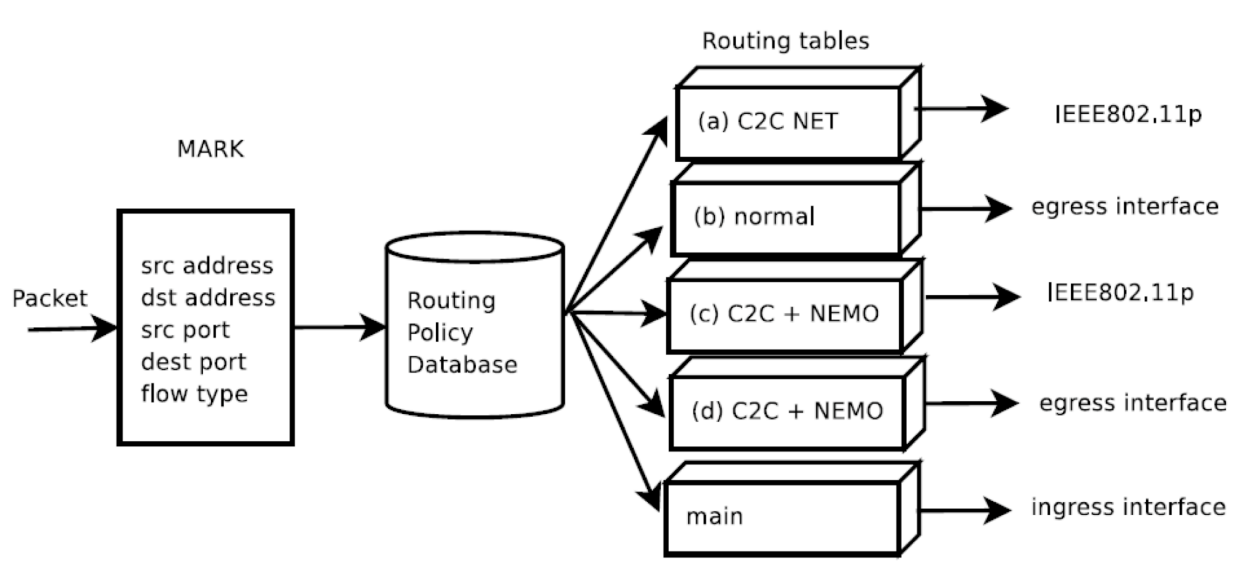 Routing tables
MARK
Packet
src address
dst address
src port
dest port
flow type
Routing
Policy
Database
(a) C2C NET
IEEE802.11p
(b) normal
egress interface
(c) C2C + NEMO
IEEE802.11p
(d) C2C + NEMO
egress interface
main
ingress interface